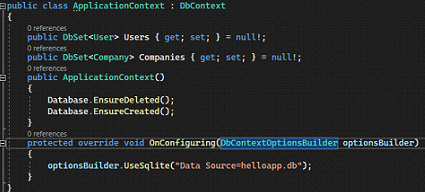 public class ApplicationContext : DbContext
{
0 references
public DbSet<User> Users { get; set; } = null!;
0 references
public DbSet<Company> Companies { get; set; } = null!;
0 references
public ApplicationContext()
{
Database.EnsureDeleted();
Database.EnsureCreated();
}
0 references
protected override void OnConfiguring(DbContextOptionsBuilder optionsBuilder)
{
optionsBuilder.UseSqlite("Data Source=helloapp.db");
}
}